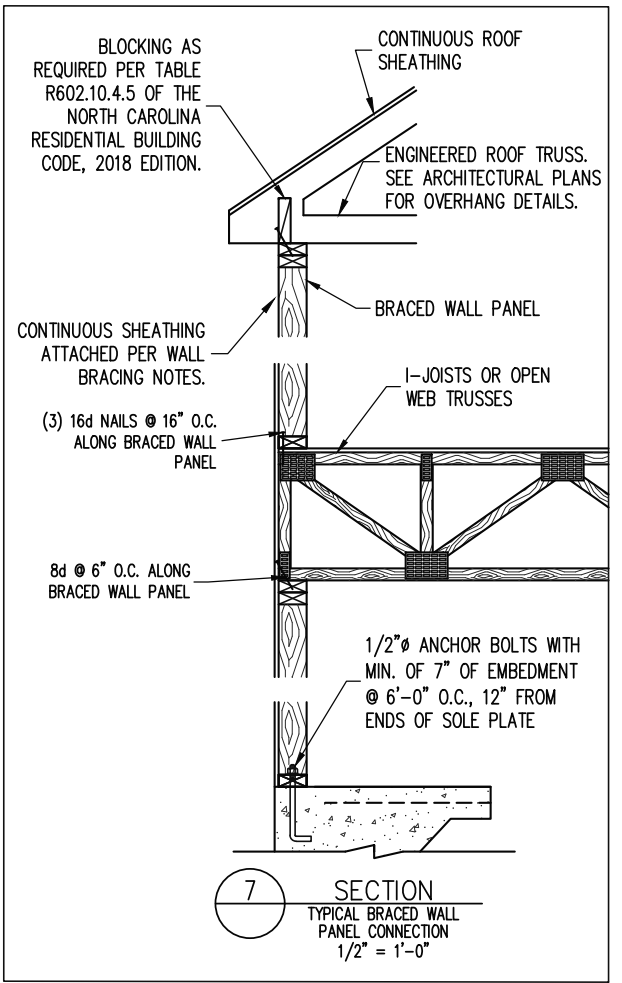 BLOCKING AS
REQUIRED PER TABLE
R602.10.4.5 OF THE
NORTH CAROLINA
RESIDENTIAL BUILDING
CODE, 2018 EDITION.
CONTINUOUS ROOF
SHEATHING
ENGINEERED ROOF TRUSS.
SEE ARCHITECTURAL PLANS
FOR OVERHANG DETAILS.
BRACED WALL PANEL
CONTINUOUS SHEATHING
ATTACHED PER WALL
BRACING NOTES.
I-JOISTS OR OPEN
WEB TRUSSES
(3) 16d NAILS @ 16" O.C.
ALONG BRACED WALL
PANEL
8d @ 6" O.C. ALONG
BRACED WALL PANEL
1/2"ø ANCHOR BOLTS WITH
MIN. OF 7" OF EMBEDMENT
@ 6'-0" O.C., 12" FROM
ENDS OF SOLE PLATE
7
SECTION
TYPICAL BRACED WALL
PANEL CONNECTION
1/2" = 1'-0"